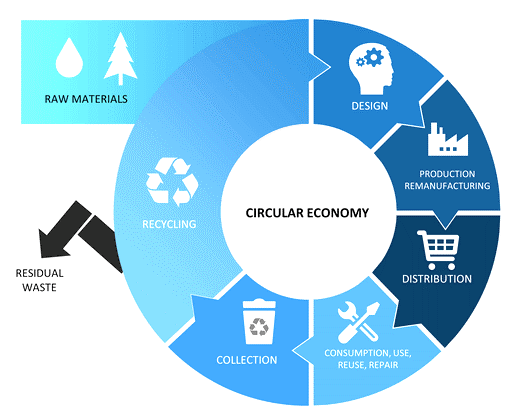 RAW MATERIALS
DESIGN
PRODUCTION
REMANUFACTURING
RECYCLING
CIRCULAR ECONOMY
RESIDUAL
WASTE
DISTRIBUTION
COLLECTION
CONSUMPTION, USE,
REUSE, REPAIR